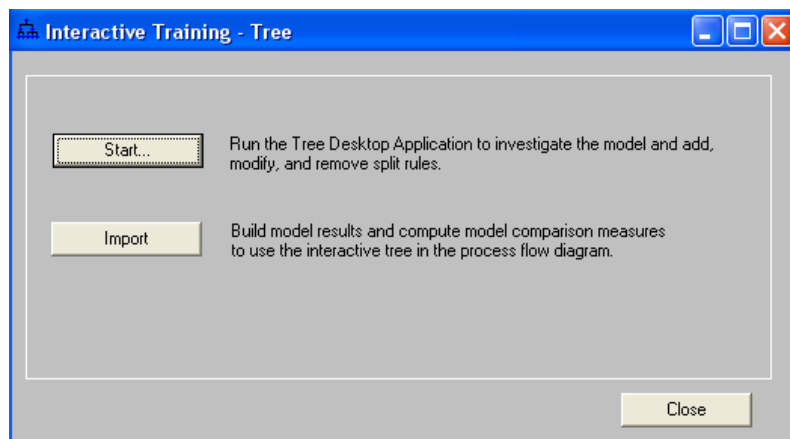 Interactive Training - Tree
Start...
Run the Tree Desktop Application to investigate the model and add,
modify, and remove split rules.
Import
Build model results and compute model comparison measures
to use the interactive tree in the process flow diagram.
Close